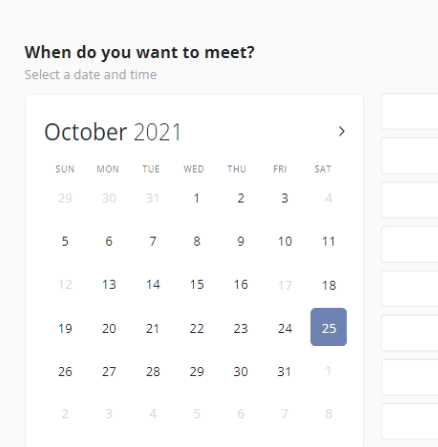 When do you want to meet?
Select a date and time
October 2021
SUN MON TUE WED THU FRI SAT
29 30 31 1 2 3 4
5 6 7 8 9 10 11
12 13 14 15 16 17 18
19 20 21 22 23 24 25
26 27 28 29 30 31 1
2 3 4 5 6 7 8